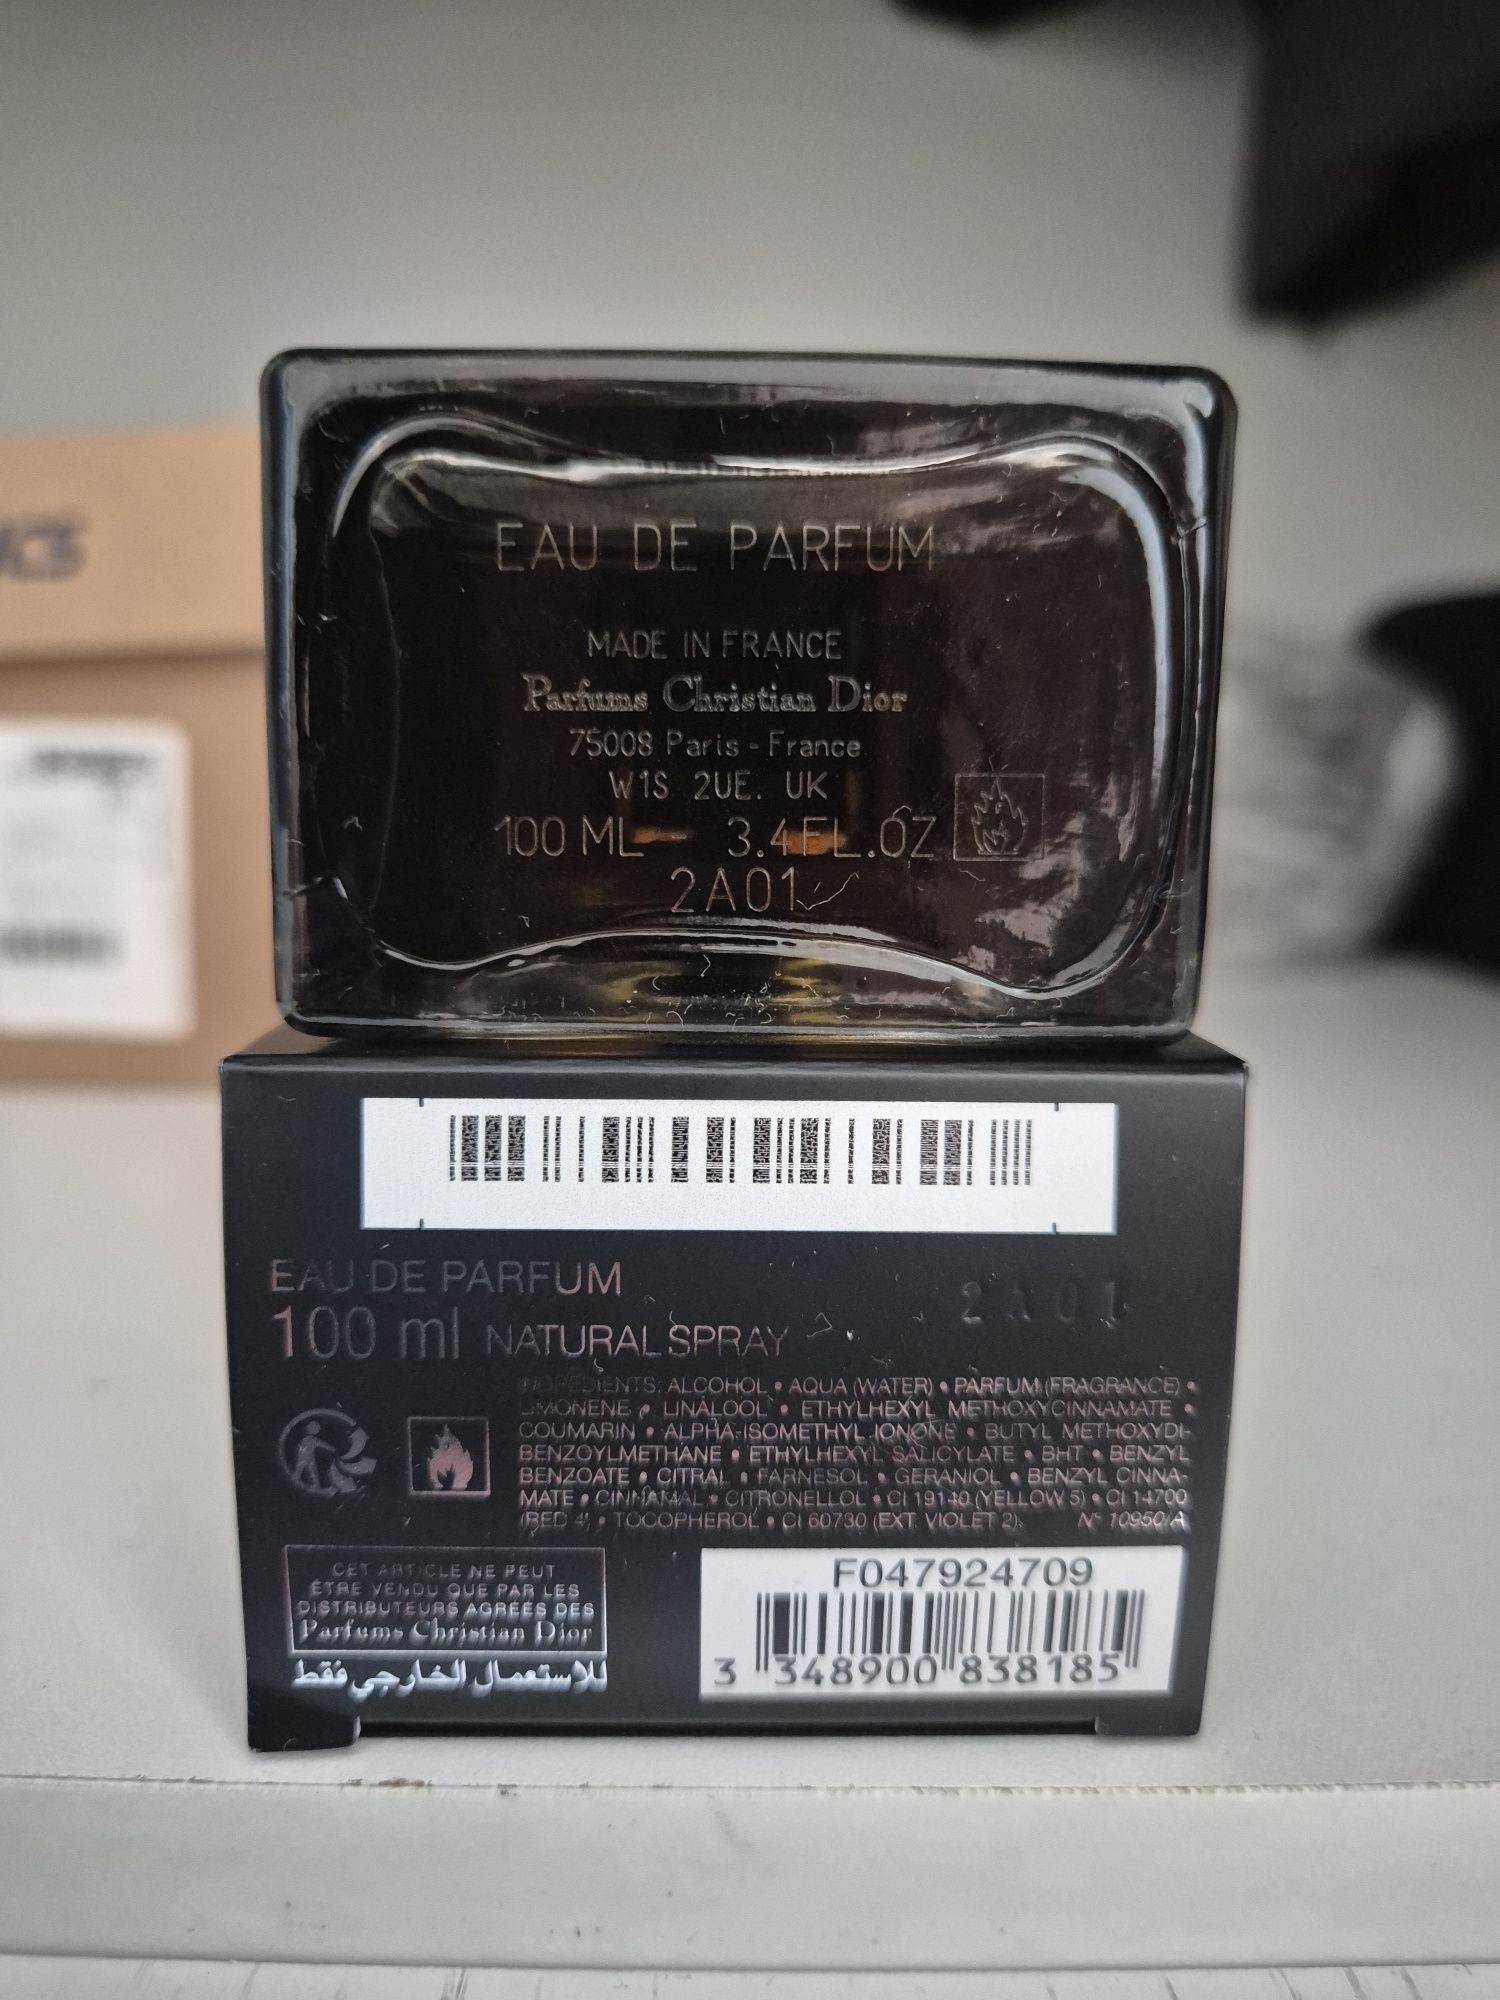 EAU DE PARFUM
MADE IN FRANCE
Parfums Christian Dior
75008 Paris - France
W1S 2UE. UK
100 ML 3.4FL.OZ
2A01
EAU DE PARFUM
2A01
100 ml NATURAL SPRAY
INGREDIENTS: ALCOHOL • AQUA (WATER) • PARFUM (FRAGRANCE) •
LIMONENE • LINALOOL • ETHYLHEXYL METHOXYCINNAMATE •
COUMARIN • ALPHA-ISOMETHYL IONONE • BUTYL METHOXYDI-
BENZOYLMETHANE • ETHYLHEXYL SALICYLATE • BHT • BENZYL
BENZOATE • CITRAL • FARNESOL • GERANIOL • BENZYL CINNA-
MATE • CINNAMAL • CITRONELLOL • CI 19140 (YELLOW 5) • CI 14700
(RED 4) • TOCOPHEROL • CI 60730 (EXT. VIOLET 2). N° 10950/A
CET ARTICLE NE PEUT
ÊTRE VENDU QUE PAR LES
DISTRIBUTEURS AGRÉÉS DES
Parfums Christian Dior
للإستعمال الخارجي فقط
F047924709
3 348900 838185